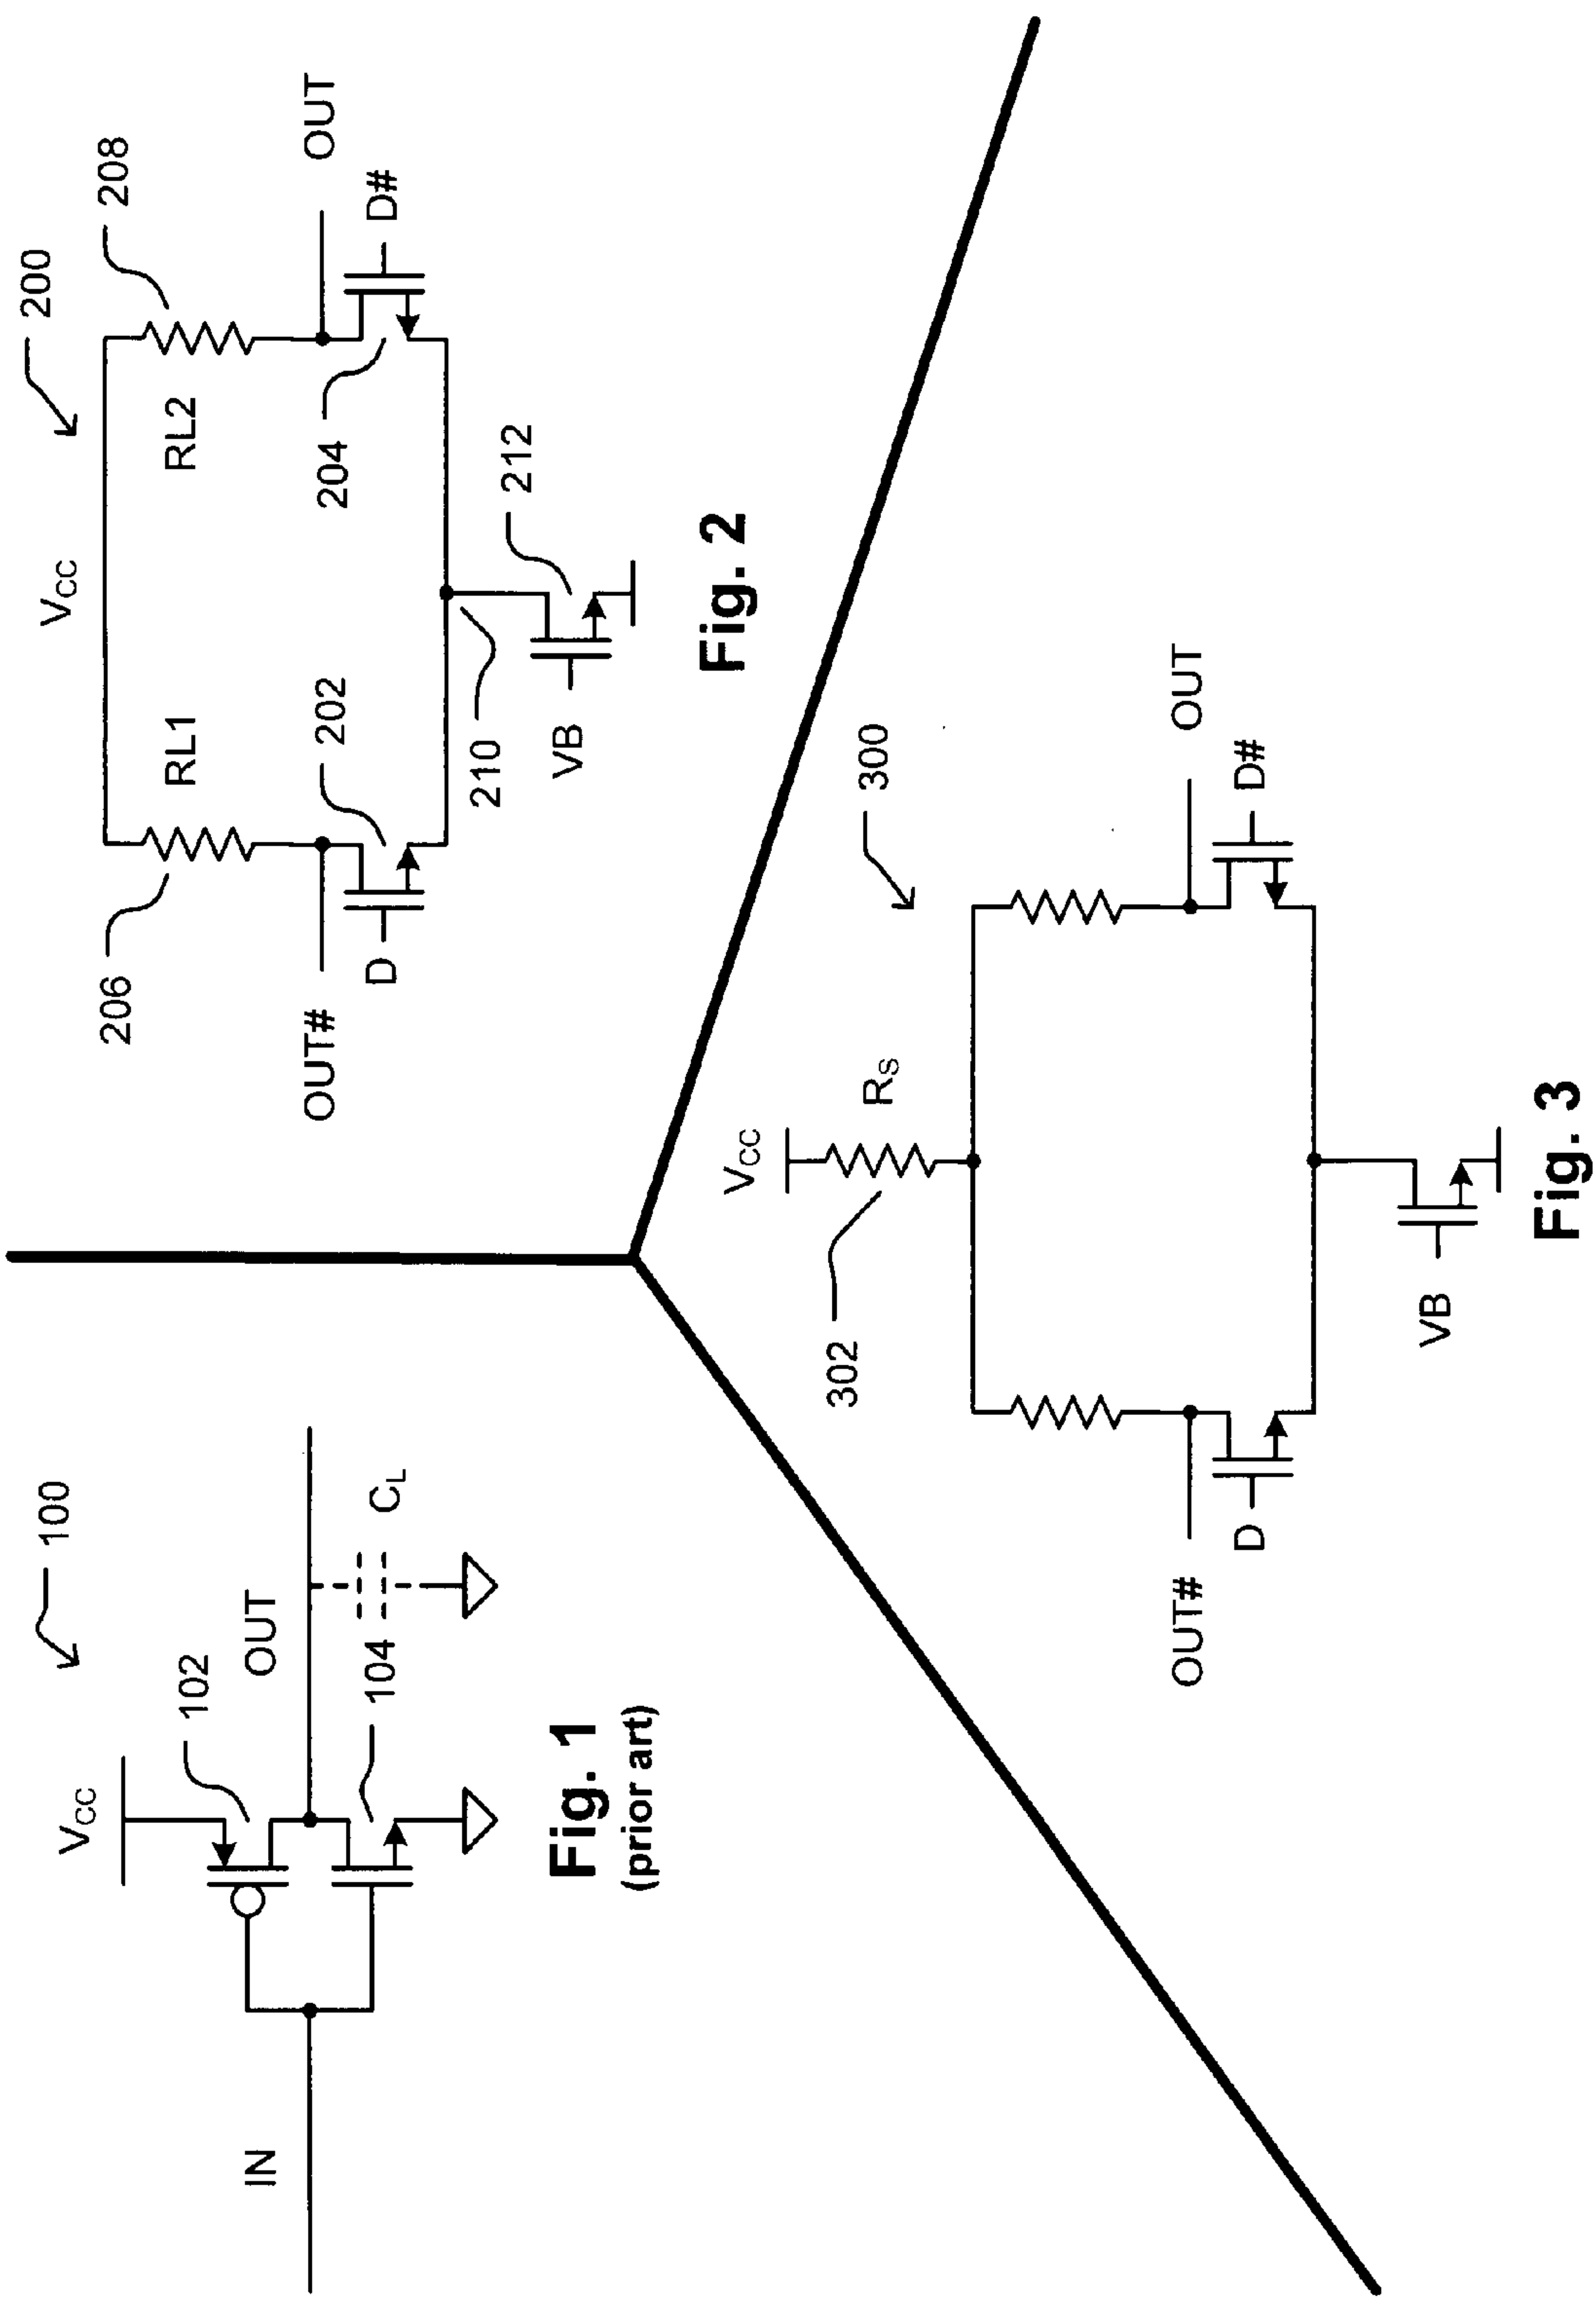 100
V_CC
102
OUT
IN
104
C_L
Fig. 1
(prior art)
200
V_CC
206
RL1
RL2
208
OUT#
202
204
OUT
D
D#
210
212
VB
Fig. 2
300
V_CC
302
R_S
OUT#
OUT
D
D#
VB
Fig. 3